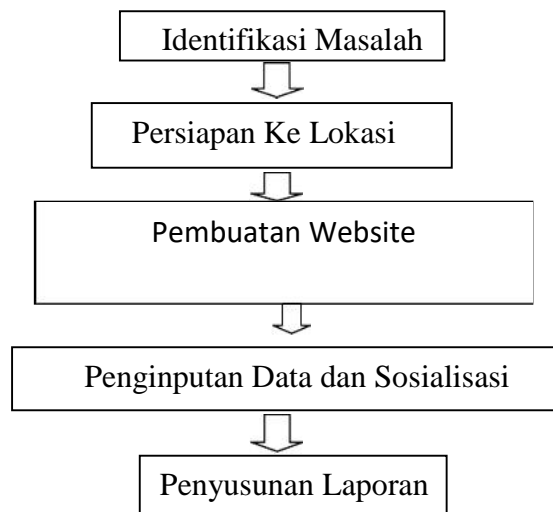 Identifikasi Masalah
Persiapan Ke Lokasi
Pembuatan Website
Penginputan Data dan Sosialisasi
Penyusunan Laporan